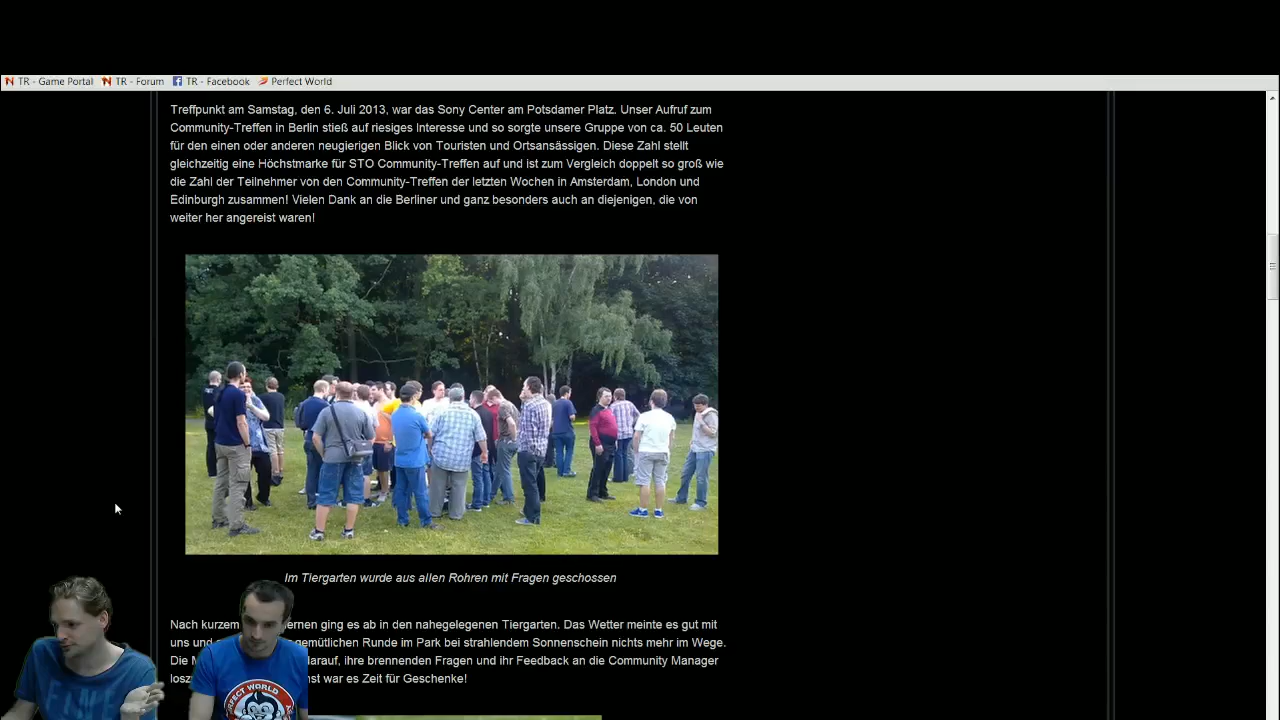 TR - Game Portal TR - Forum TR - Facebook Perfect World
Treffpunkt am Samstag, den 6. Juli 2013, war das Sony Center am Potsdamer Platz. Unser Aufruf zum
Community-Treffen in Berlin stieß auf riesiges Interesse und so sorgte unsere Gruppe von ca. 50 Leuten
für den einen oder anderen neugierigen Blick von Touristen und Ortsansässigen. Diese Zahl stellt
gleichzeitig eine Höchstmarke für STO Community-Treffen auf und ist zum Vergleich doppelt so groß wie
die Zahl der Teilnehmer von den Community-Treffen der letzten Wochen in Amsterdam, London und
Edinburgh zusammen! Vielen Dank an die Berliner und ganz besonders auch an diejenigen, die von
weiter her angereist waren!
Im Tiergarten wurde aus allen Rohren mit Fragen geschossen
Nach kurzem ernen ging es ab in den nahegelegenen Tiergarten. Das Wetter meinte es gut mit
uns und gemütlichen Runde im Park bei strahlendem Sonnenschein nichts mehr im Wege.
Die darauf, ihre brennenden Fragen und ihr Feedback an die Community Manager
war es Zeit für Geschenke!
PERFECT WORLD